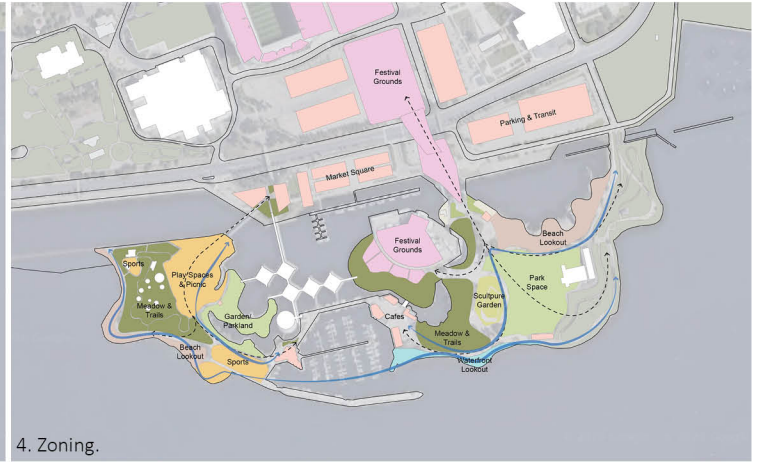 Festival
Grounds
Parking & Transit
Market Square
Beach
Lookout
Festival
Grounds
Sports
Play Spaces
& Picnic
Park
Space
Scultpure
Garden
Meadow &
Trails
Garden/
Parkland
Cafes
Meadow &
Trails
Beach
Lookout
Sports
Waterfront
Lookout
4. Zoning.